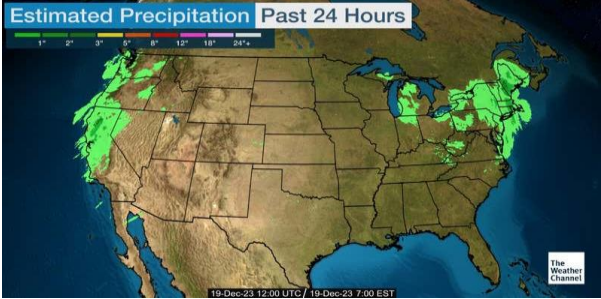 Estimated Precipitation Past 24 Hours
1" 2" 3" 5" 8" 12" 18" 24"+
The
Weather
Channel
19-Dec-23 12:00 UTC / 19-Dec-23 7:00 EST